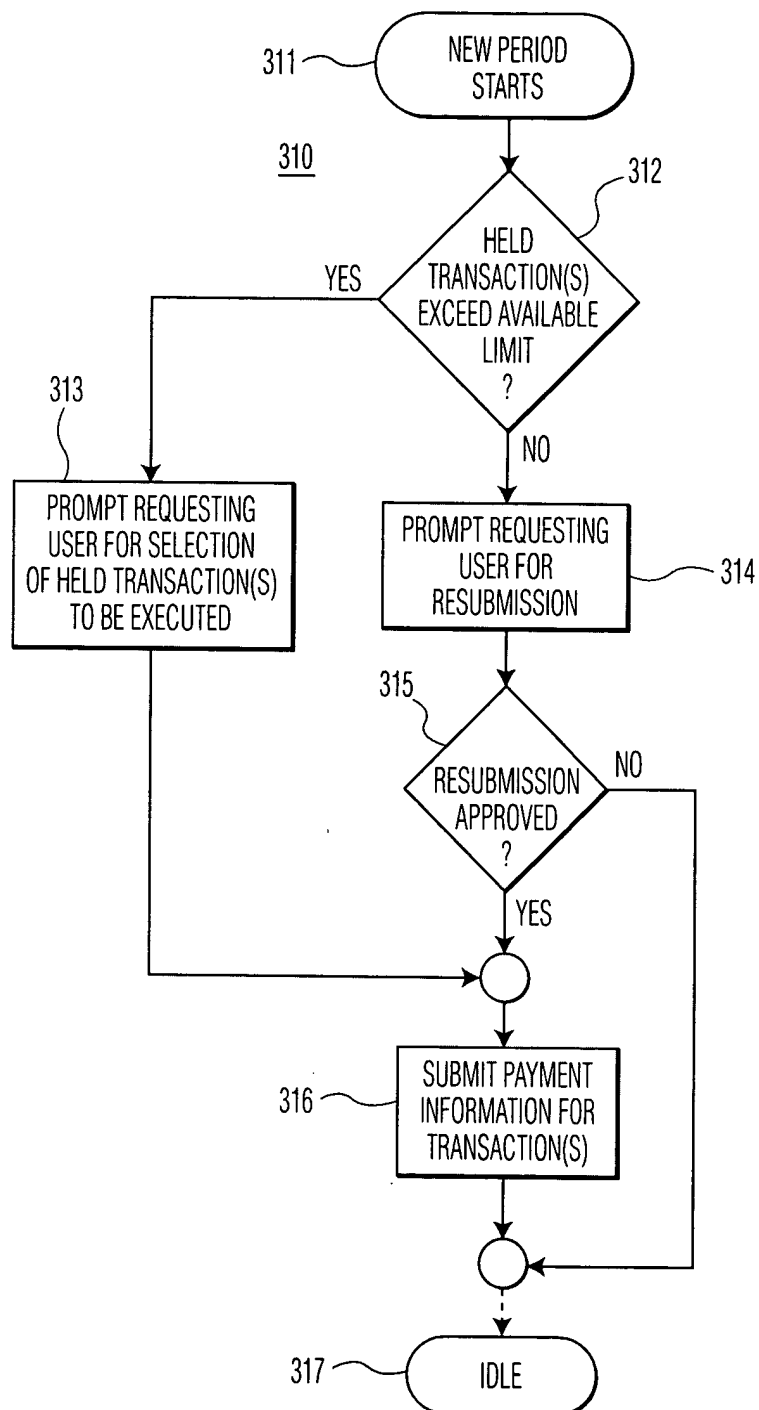 311
NEW PERIOD
STARTS
310
312
HELD
TRANSACTION(S)
EXCEED AVAILABLE
LIMIT
?
YES
NO
313
PROMPT REQUESTING
USER FOR SELECTION
OF HELD TRANSACTION(S)
TO BE EXECUTED
PROMPT REQUESTING
USER FOR
RESUBMISSION
314
315
RESUBMISSION
APPROVED
?
NO
YES
316
SUBMIT PAYMENT
INFORMATION FOR
TRANSACTION(S)
317
IDLE